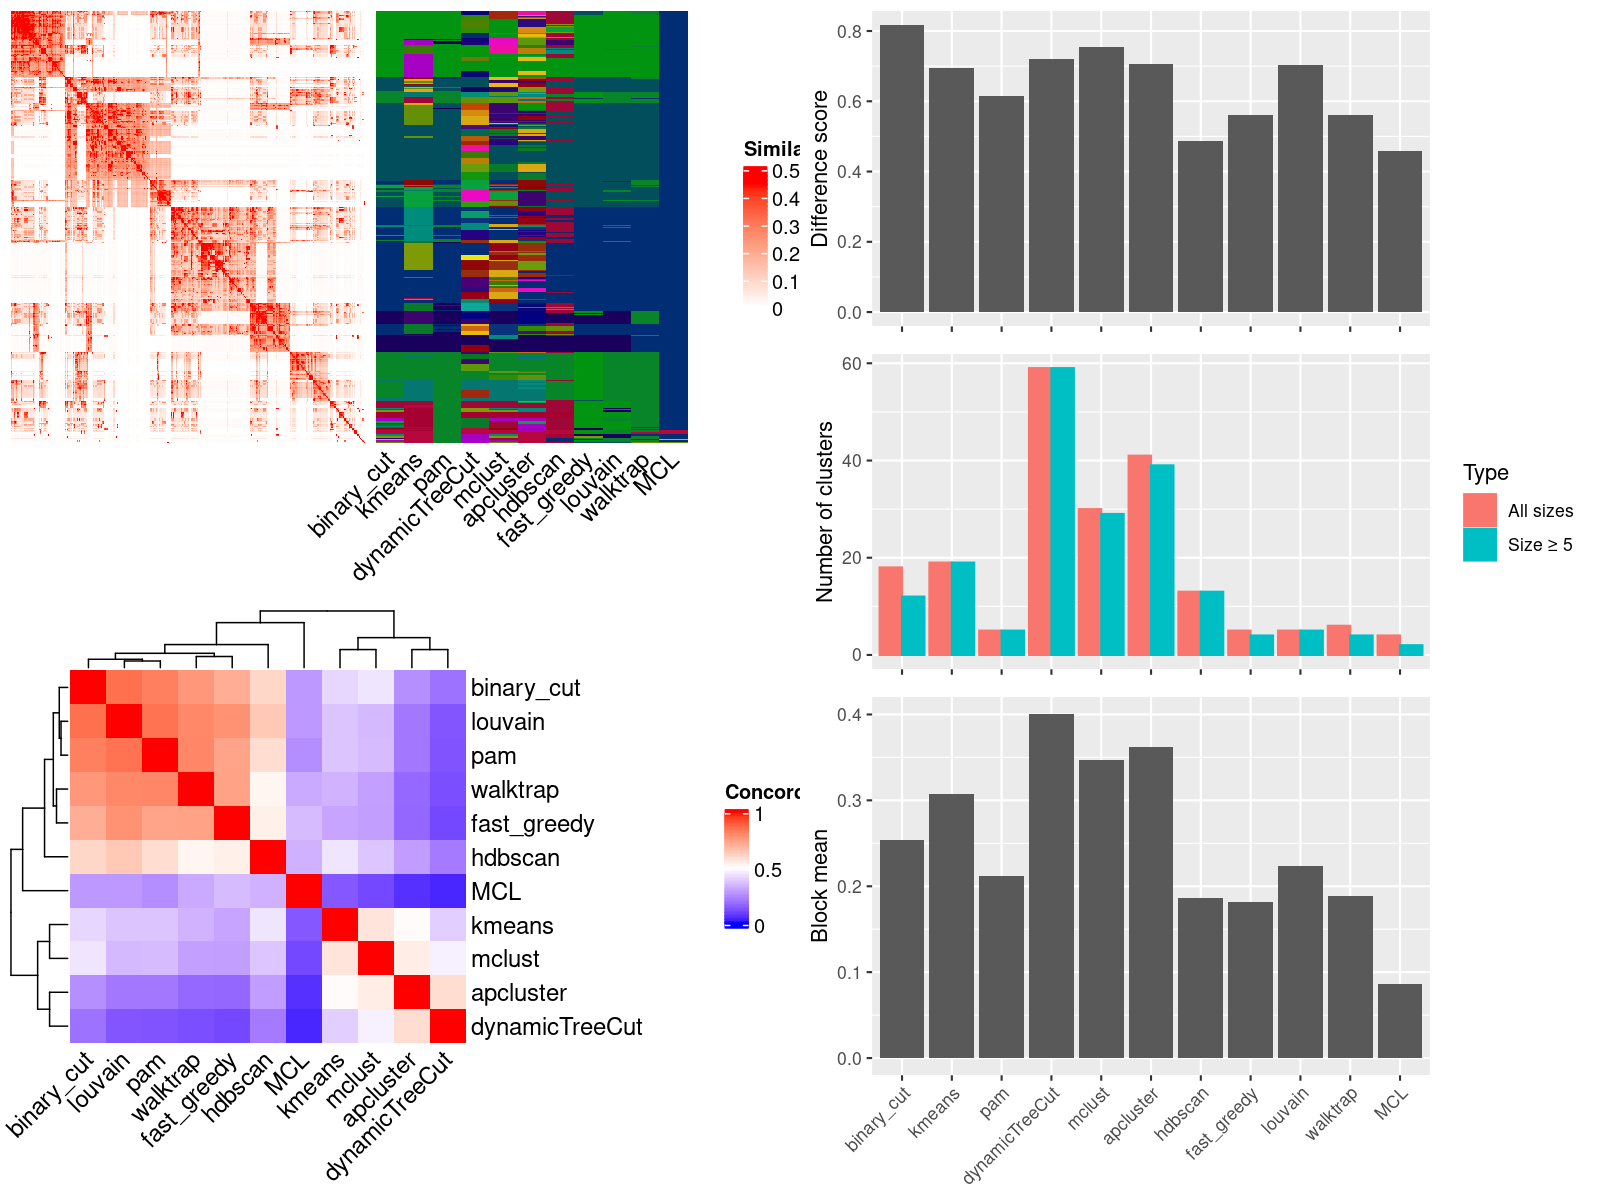 Simila
0.5
0.4
0.3
0.2
0.1
0
binary_cut
kmeans
pam
dynamicTreeCut
mclust
apcluster
hdbscan
fast_greedy
louvain
walktrap
MCL
Difference score
0.8
0.6
0.4
0.2
0.0
Number of clusters
60
40
20
0
Type
All sizes
Size ≥ 5
binary_cut
louvain
pam
walktrap
fast_greedy
hdbscan
MCL
kmeans
mclust
apcluster
dynamicTreeCut
binary_cut
louvain
pam
walktrap
fast_greedy
hdbscan
MCL
kmeans
mclust
apcluster
dynamicTreeCut
Concor
1
0.5
0
Block mean
0.4
0.3
0.2
0.1
0.0
binary_cut
kmeans
pam
dynamicTreeCut
mclust
apcluster
hdbscan
fast_greedy
louvain
walktrap
MCL